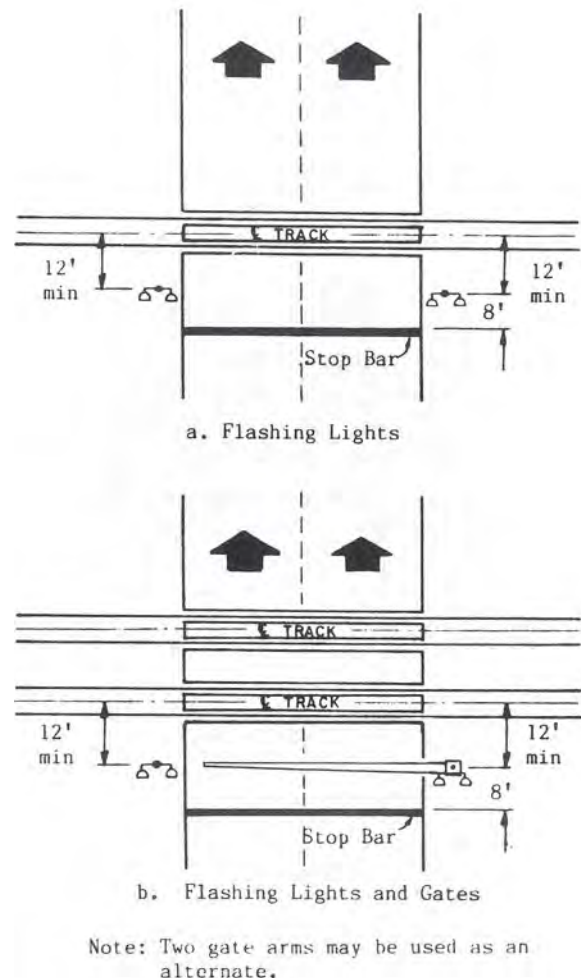 ℄ TRACK
12'
min
12'
min
8'
Stop Bar
a. Flashing Lights
℄ TRACK
℄ TRACK
12'
min
12'
min
8'
Stop Bar
b. Flashing Lights and Gates
Note: Two gate arms may be used as an
alternate.